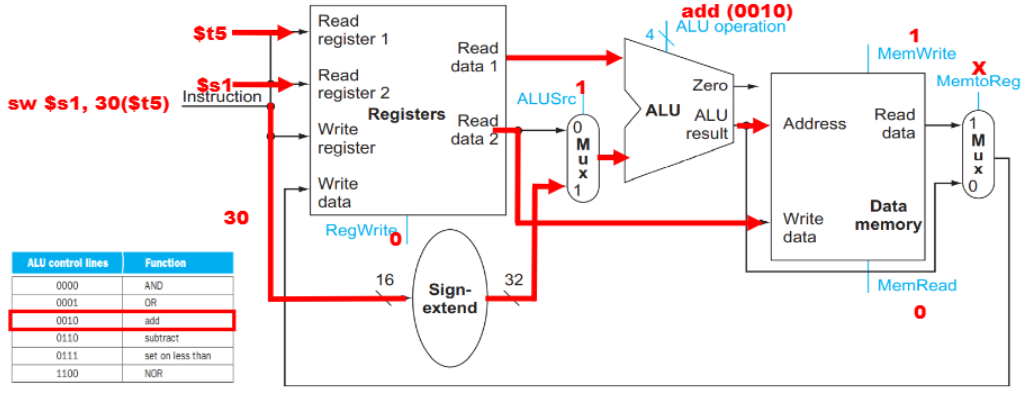 add (0010)
4 ALU operation
$t5
Read
register 1
Read
data 1
$s1
Read
register 2
sw $s1, 30($t5)
Instruction
Registers
Write
register
Read
data 2
Write
data
ALUSrc
1
0
M
u
x
1
ALU
Zero
ALU
result
1
MemWrite
X
MemtoReg
Address
Read
data
1
M
u
x
0
Write
data
Data
memory
MemRead
0
30
RegWrite
0
16
Sign-
extend
32
ALU control lines Function
0000 AND
0001 OR
0010 add
0110 subtract
0111 set on less than
1100 NOR